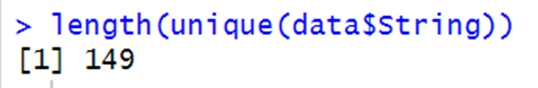 > length(unique(data$String))
[1] 149